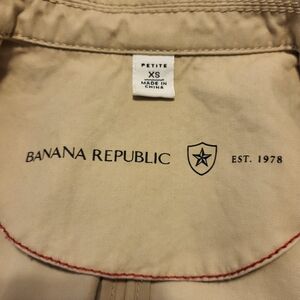 PETITE
XS
MADE IN
CHINA
BANANA REPUBLIC EST. 1978